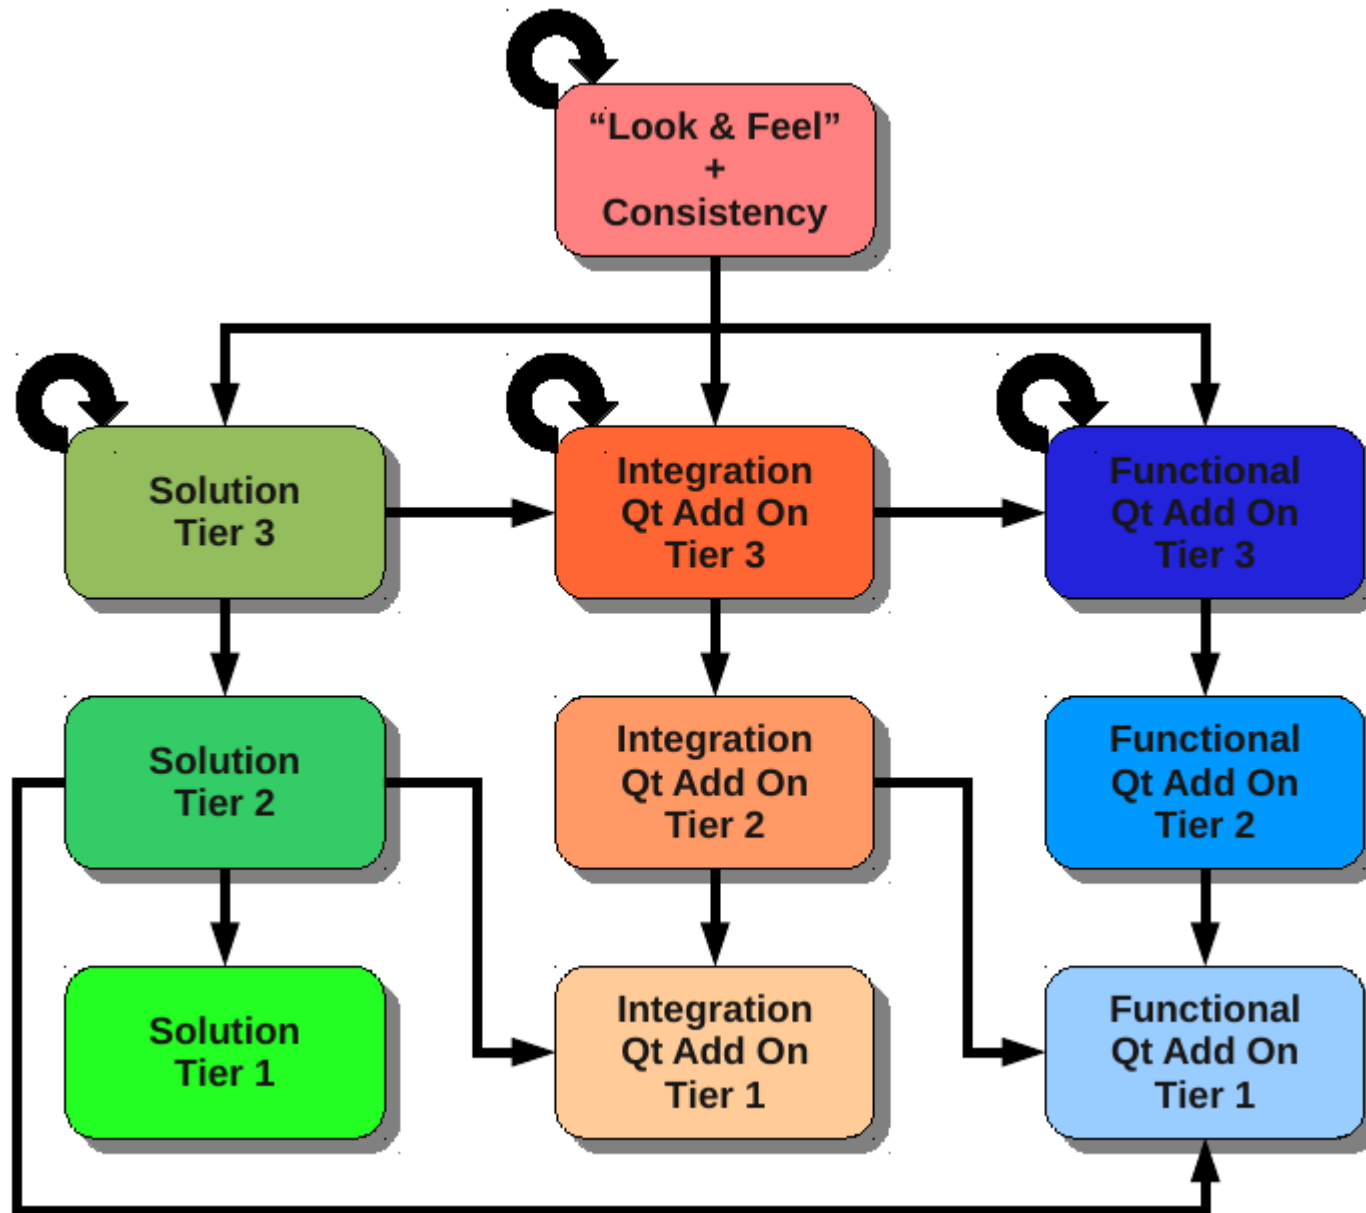 “Look & Feel”
+
Consistency
Solution
Tier 3
Integration
Qt Add On
Tier 3
Functional
Qt Add On
Tier 3
Solution
Tier 2
Integration
Qt Add On
Tier 2
Functional
Qt Add On
Tier 2
Solution
Tier 1
Integration
Qt Add On
Tier 1
Functional
Qt Add On
Tier 1